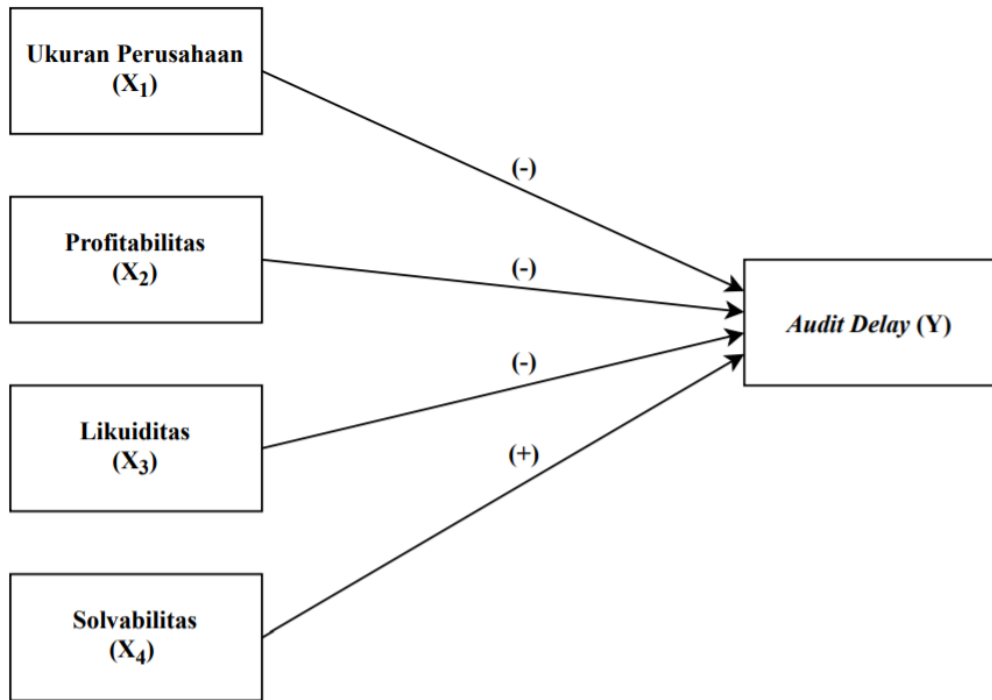 Ukuran Perusahaan
(X₁)
(-)
Profitabilitas
(X₂)
(-)
Audit Delay (Y)
(-)
Likuiditas
(X₃)
(+)
Solvabilitas
(X₄)